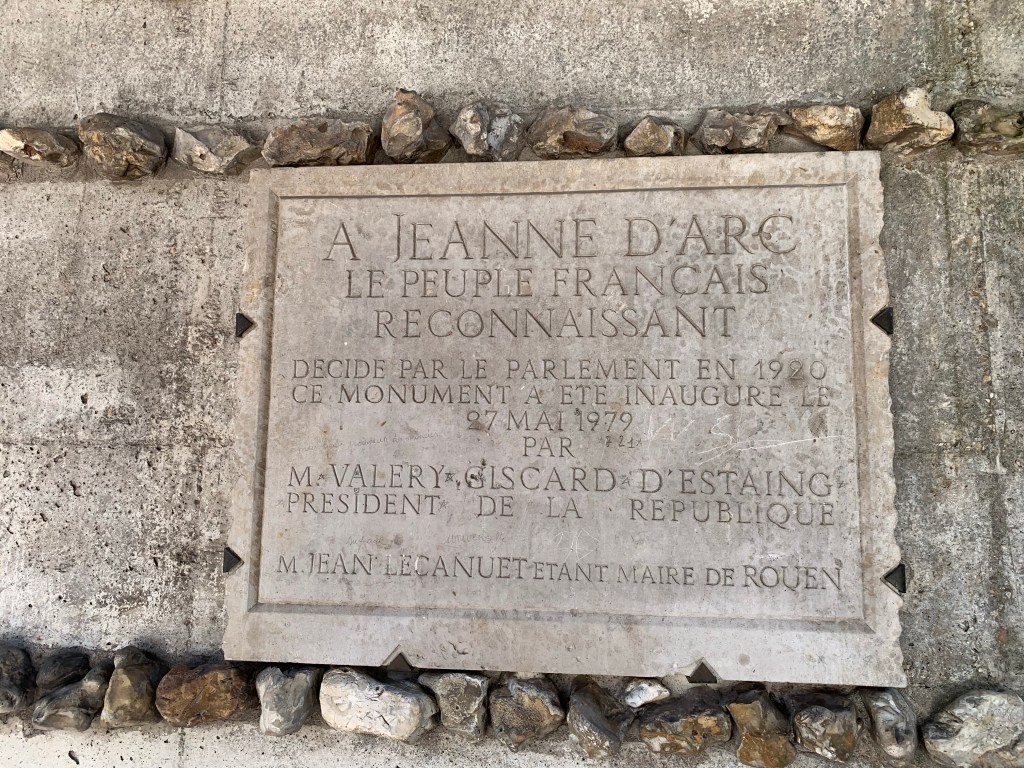 A JEANNE D'ARC
LE PEUPLE FRANÇAIS
RECONNAISSANT
DECIDE PAR LE PARLEMENT EN 1920
CE MONUMENT A ETE INAUGURE LE
27 MAI 1979
PAR
M. VALERY GISCARD D'ESTAING
PRESIDENT DE LA REPUBLIQUE
M. JEAN LECANUET ETANT MAIRE DE ROUEN